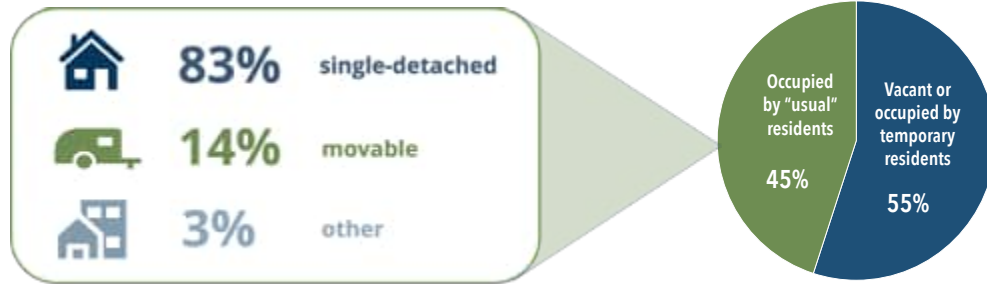 83% single-detached
14% movable
3% other
Occupied
by “usual”
residents
45%
Vacant or
occupied by
temporary
residents
55%